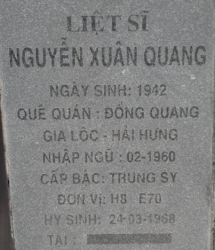 LIỆT SĨ
NGUYỄN XUÂN QUANG
NGÀY SINH: 1942
QUÊ QUÁN : ĐỒNG QUANG
GIA LỘC - HẢI HƯNG
NHẬP NGŨ : 02-1960
CẤP BẬC: TRUNG SỸ
ĐƠN VỊ: H8 E70
HY SINH: 24-03-1968
TẠI :